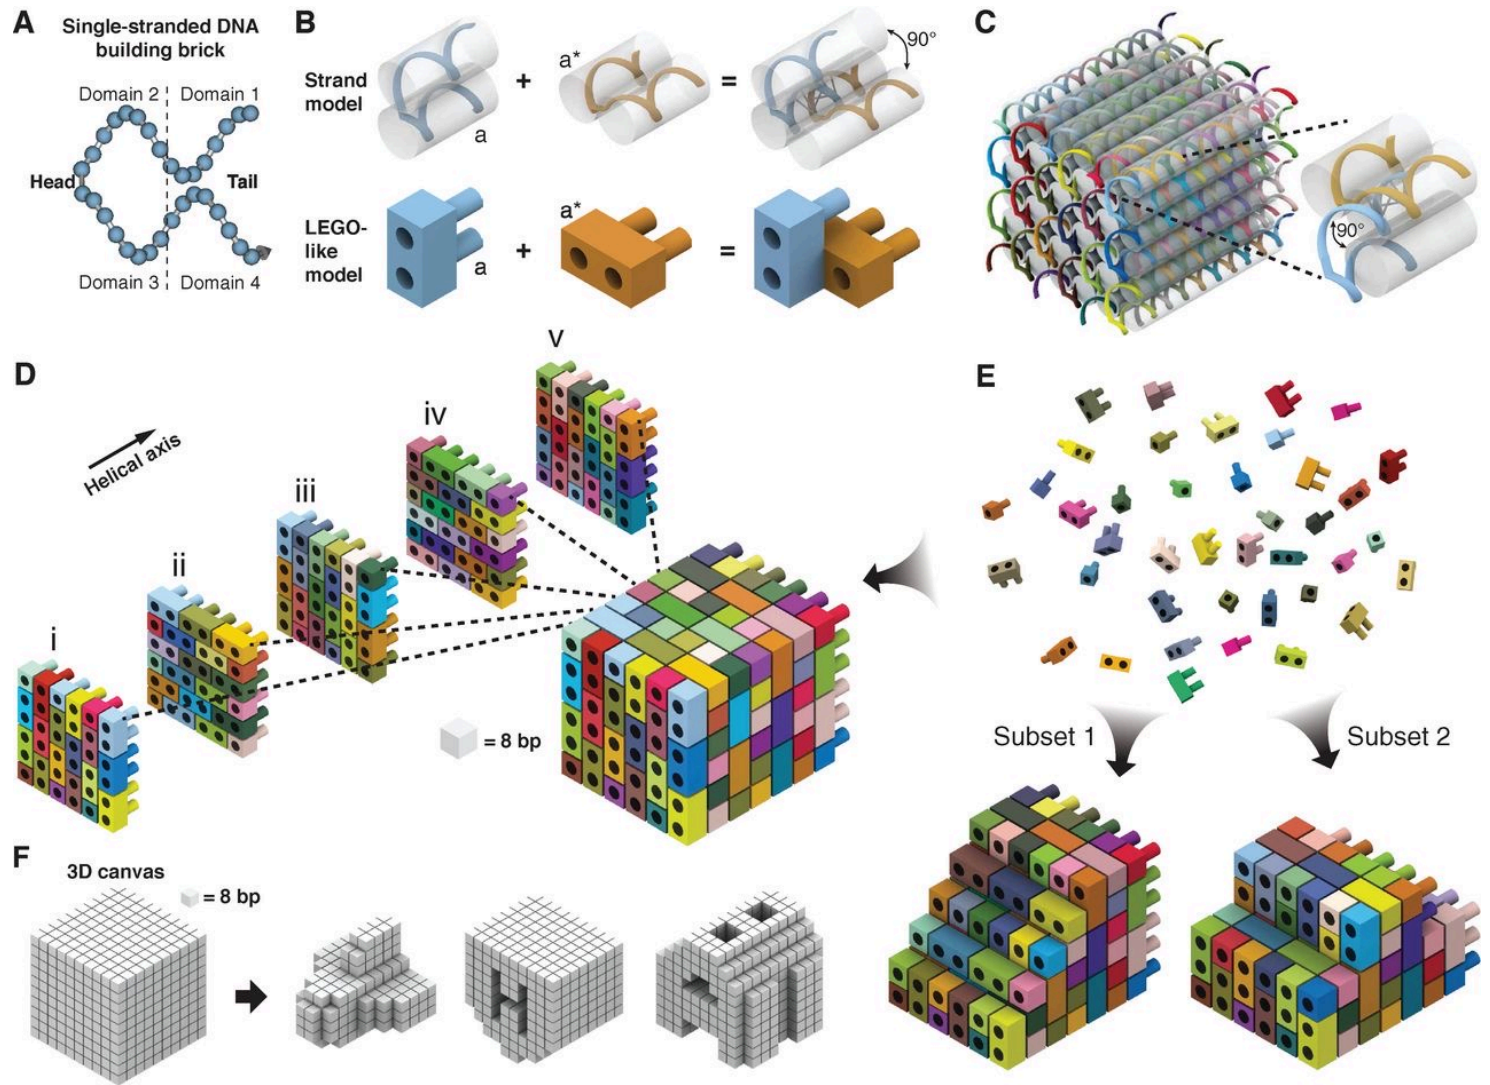 A
Single-stranded DNA
building brick
Domain 2
Domain 1
Head
Tail
Domain 3
Domain 4
B
Strand
model
a
+
a*
=
90°
LEGO-
like
model
a
+
a*
=
C
90°
D
Helical axis
i
ii
iii
iv
v
= 8 bp
E
Subset 1
Subset 2
F
3D canvas
= 8 bp